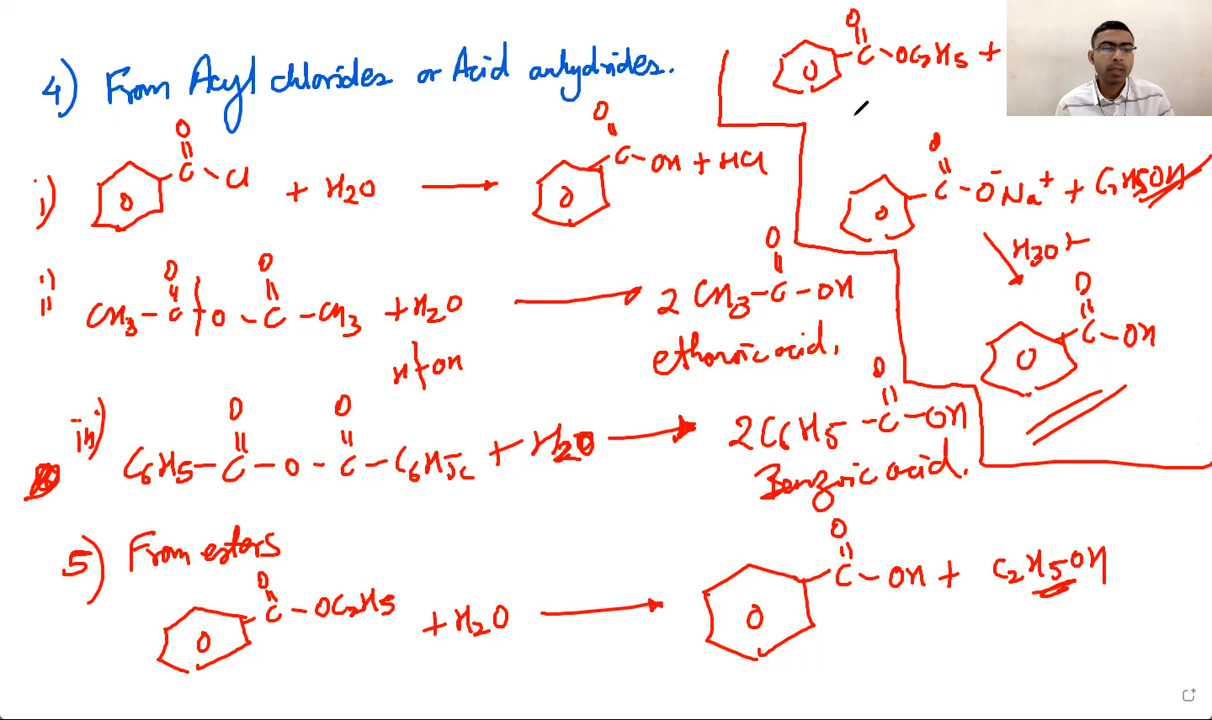 4) From Acyl chlorides or Acid anhydrides.
O
C
Cl
i)
+ H2O
O
C-OH + HCl
ii)
O O
CH3-C-O-C-CH3 + H2O
H OH
O
2 CH3-C-OH
ethanoic acid.
iii)
O O
C6H5-C-O-C-C6H5 + H2O
O
2C6H5-C-OH
Benzoic acid.
5) From esters
O
C-OC2H5
+ H2O
O
C-OH + C2H5OH
O
C-OC2H5 +
O
C-O-Na+ + C2H5OH
H3O+
O
C-OH